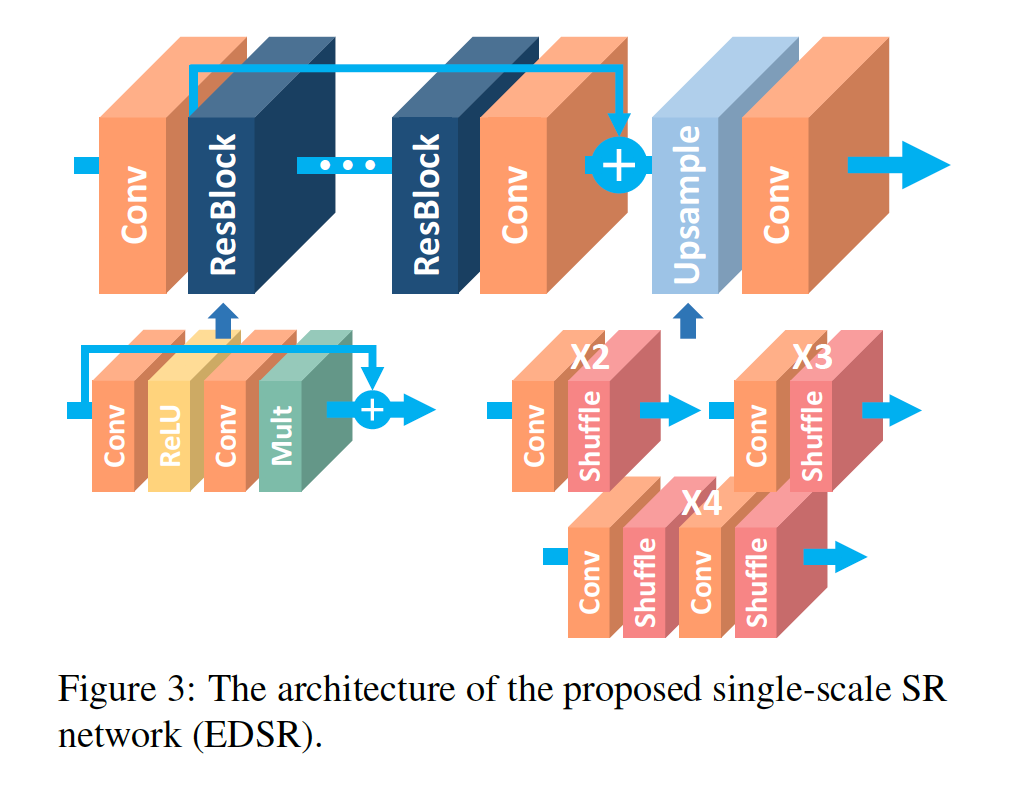 Conv
ResBlock
ResBlock
Conv
+
Upsample
Conv
Conv
ReLU
Conv
Mult
+
X2
Conv
Shuffle
X3
Conv
Shuffle
X4
Conv
Shuffle
Conv
Shuffle
Figure 3: The architecture of the proposed single-scale SR
network (EDSR).